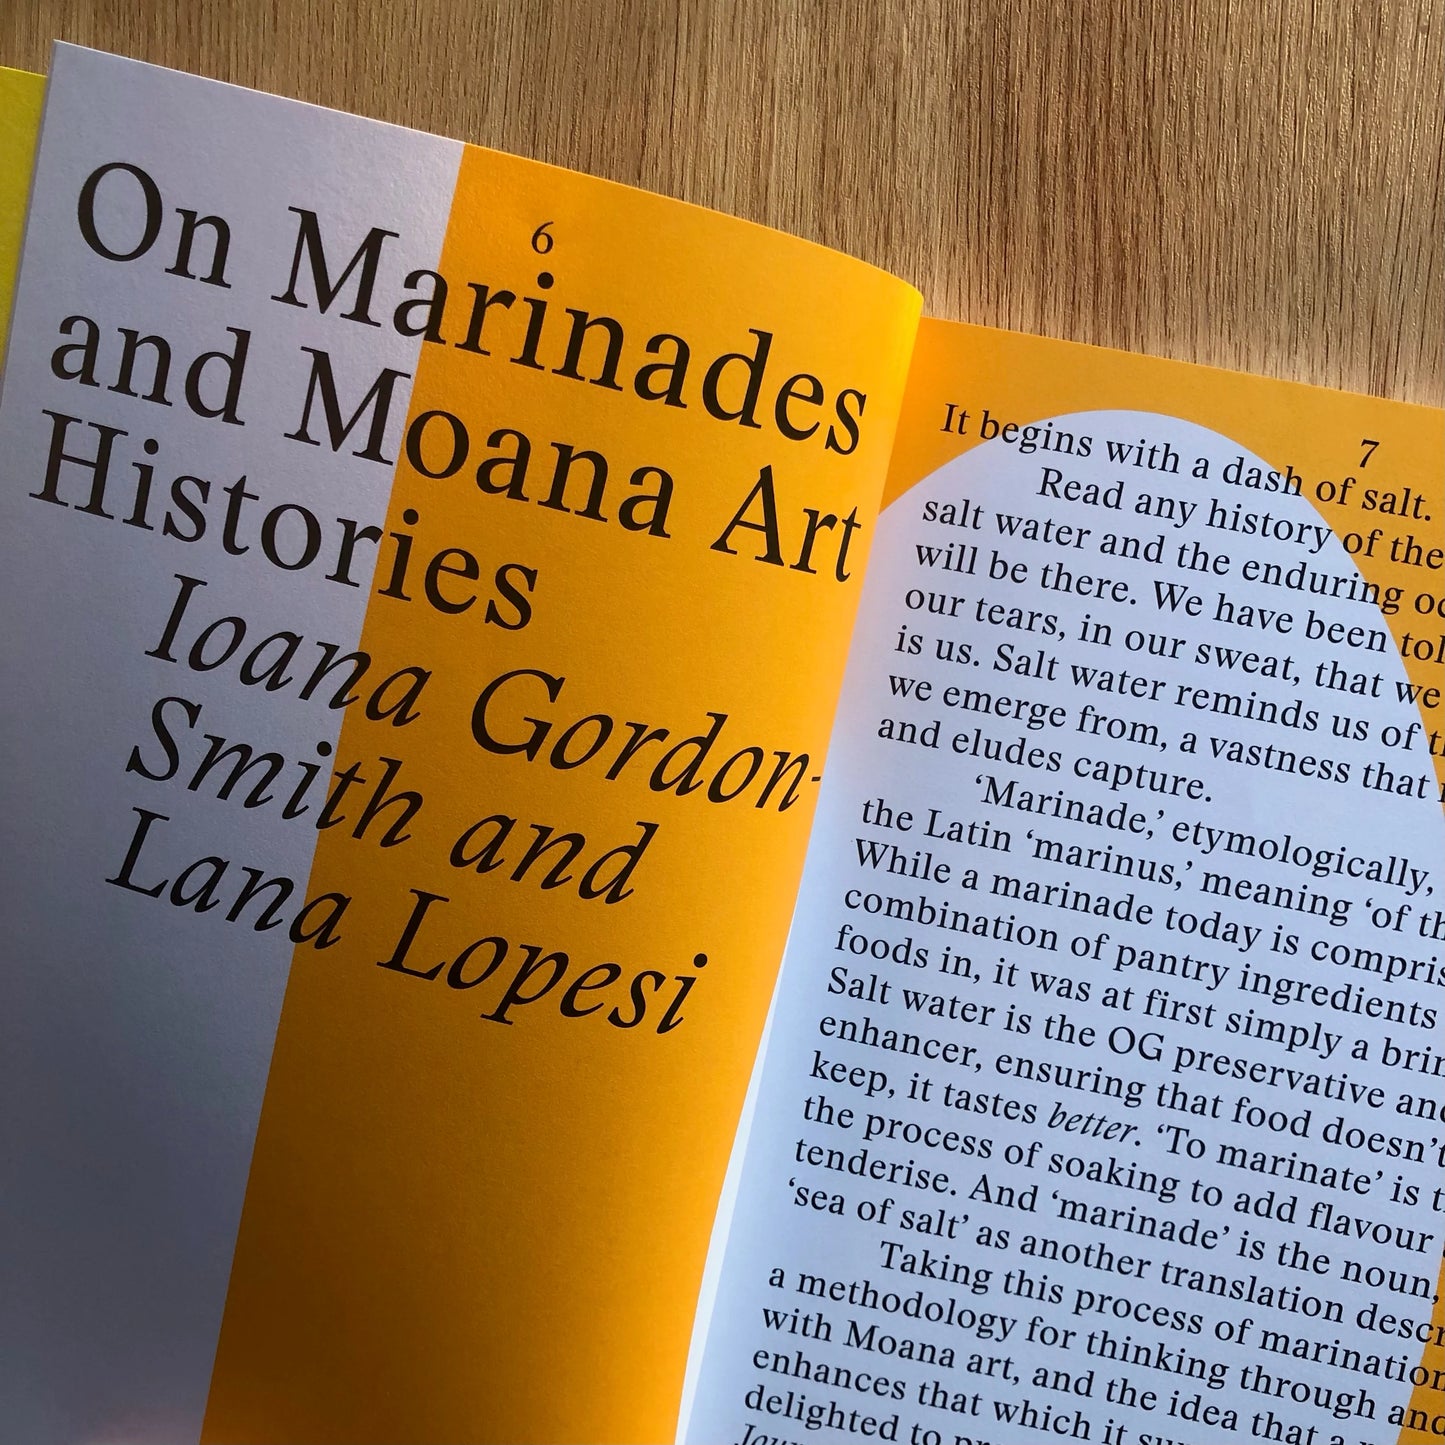 6
On Marinades
and Moana Art
Histories
Ioana Gordon-
Smith and
Lana Lopesi
7
It begins with a dash of salt.
Read any history of the
salt water and the enduring
will be there. We have been
our tears, in our sweat, that we
is us. Salt water reminds us of
we emerge from, a vastness that
and eludes capture.
‘Marinade,’ etymologically,
the Latin ‘marinus,’ meaning ‘of
While a marinade today is
combination of pantry ingredients
foods in, it was at first simply a
Salt water is the OG preservative
enhancer, ensuring that food doesn’t
keep, it tastes better. ‘To marinate’ is
the process of soaking to add flavour
tenderise. And ‘marinade’ is the noun,
‘sea of salt’ as another translation
Taking this process of marination
a methodology for thinking through
with Moana art, and the idea that a
enhances that which it
delighted to